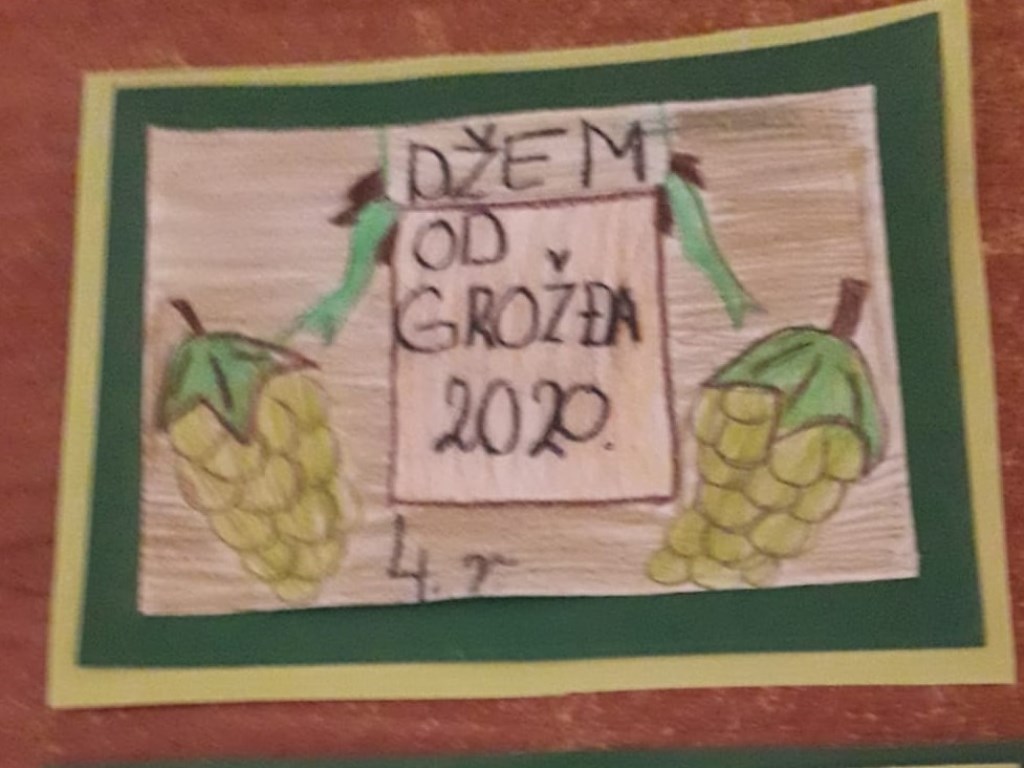 DŽEM
OD
GROŽĐA
2020.
4. r